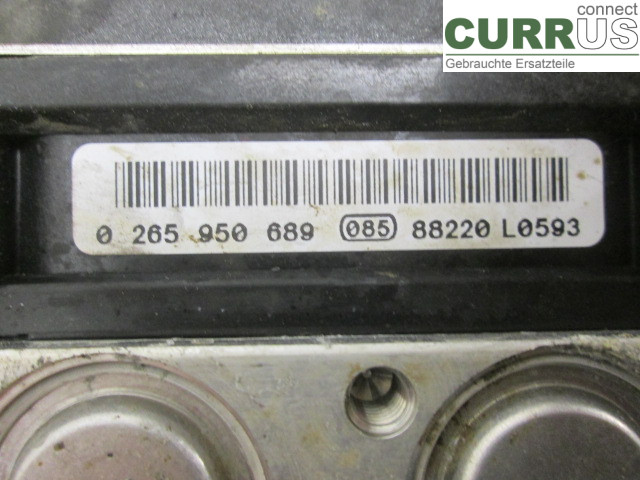 connect
CURRUS
Gebrauchte Ersatzteile
0 265 950 689 085 88220 L0593